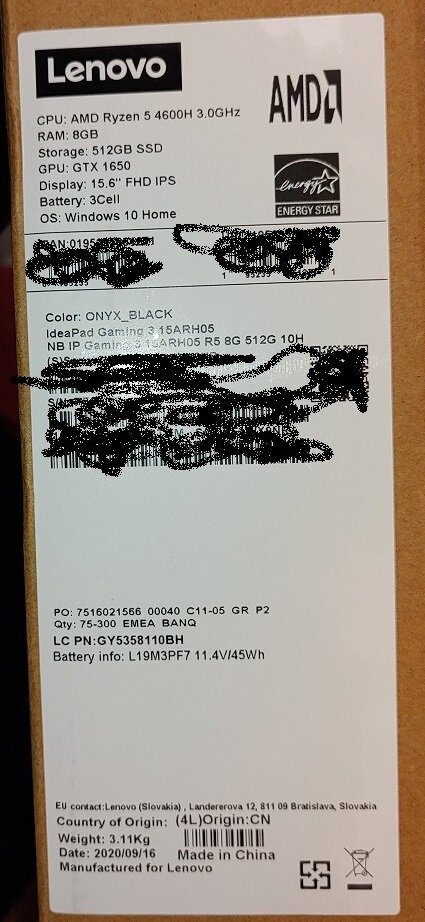 Lenovo
AMD
CPU: AMD Ryzen 5 4600H 3.0GHz
RAM: 8GB
Storage: 512GB SSD
GPU: GTX 1650
Display: 15.6" FHD IPS
Battery: 3Cell
OS: Windows 10 Home
energy
ENERGY STAR
Color: ONYX_BLACK
IdeaPad Gaming 3 15ARH05
NB IP Gaming 3 15ARH05 R5 8G 512G 10H
PO: 7516021566 00040 C11-05 GR P2
Qty: 75-300 EMEA BANQ
LC PN:GY5358110BH
Battery info: L19M3PF7 11.4V/45Wh
EU contact:Lenovo (Slovakia) , Landererova 12, 811 09 Bratislava, Slovakia
Country of Origin: (4L)Origin:CN
Weight: 3.11Kg
Date: 2020/09/16 Made in China
Manufactured for Lenovo